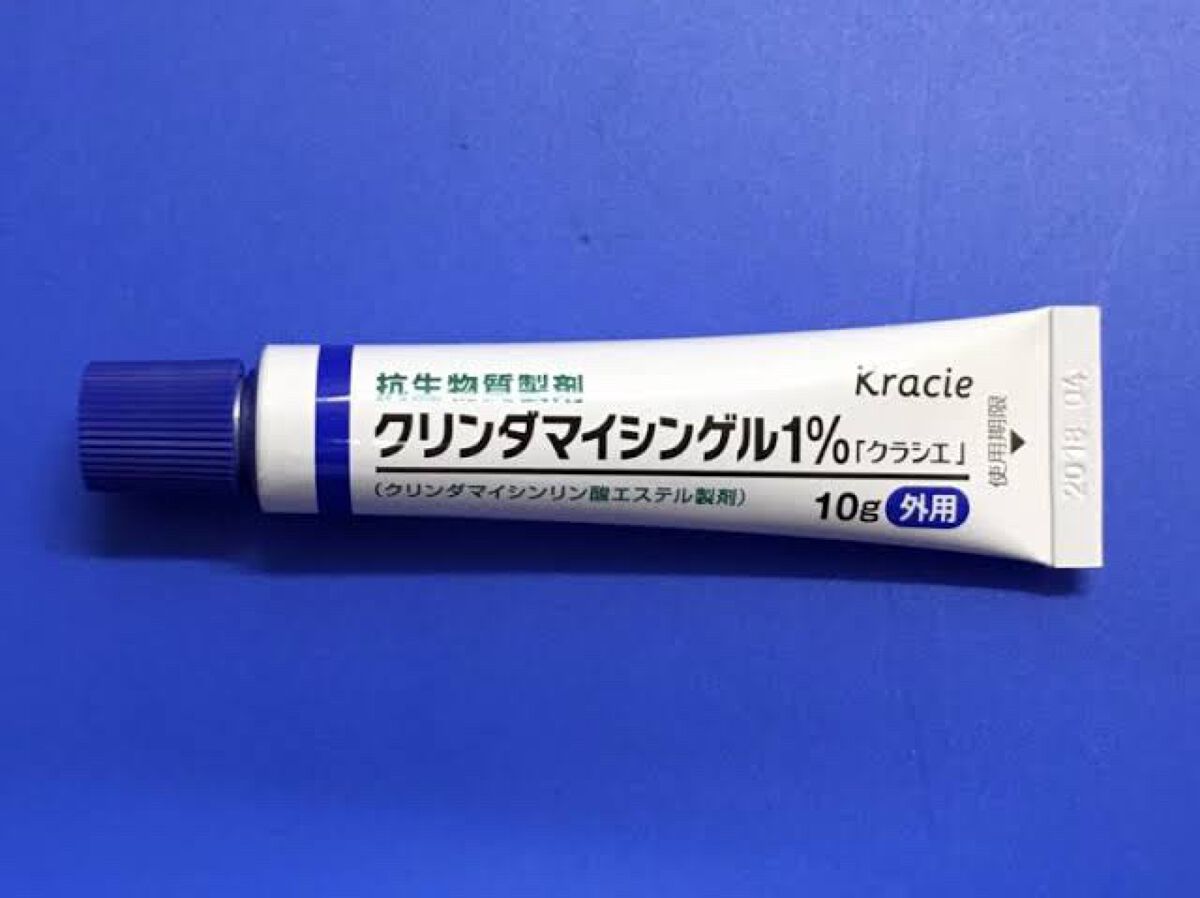 抗生物質製剤
Kracie
クリンダマイシンゲル1%「クラシエ」
(クリンダマイシンリン酸エステル製剤)
10g 外用
使用期限▶
2018 04